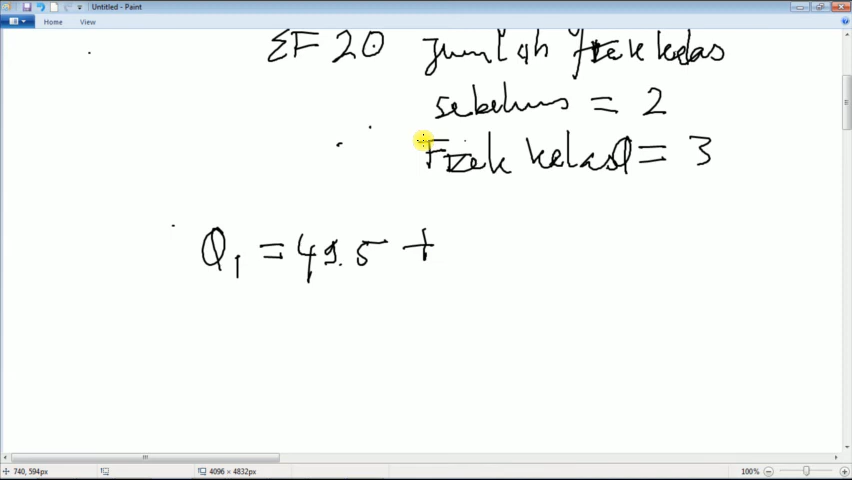 Untitled - Paint
Home View
ΣF 20 Jumlah frek kelas
sebelum = 2
Frek kelasQ = 3
Q1 = 49.5 +
740, 594px
4096 × 4832px
100%